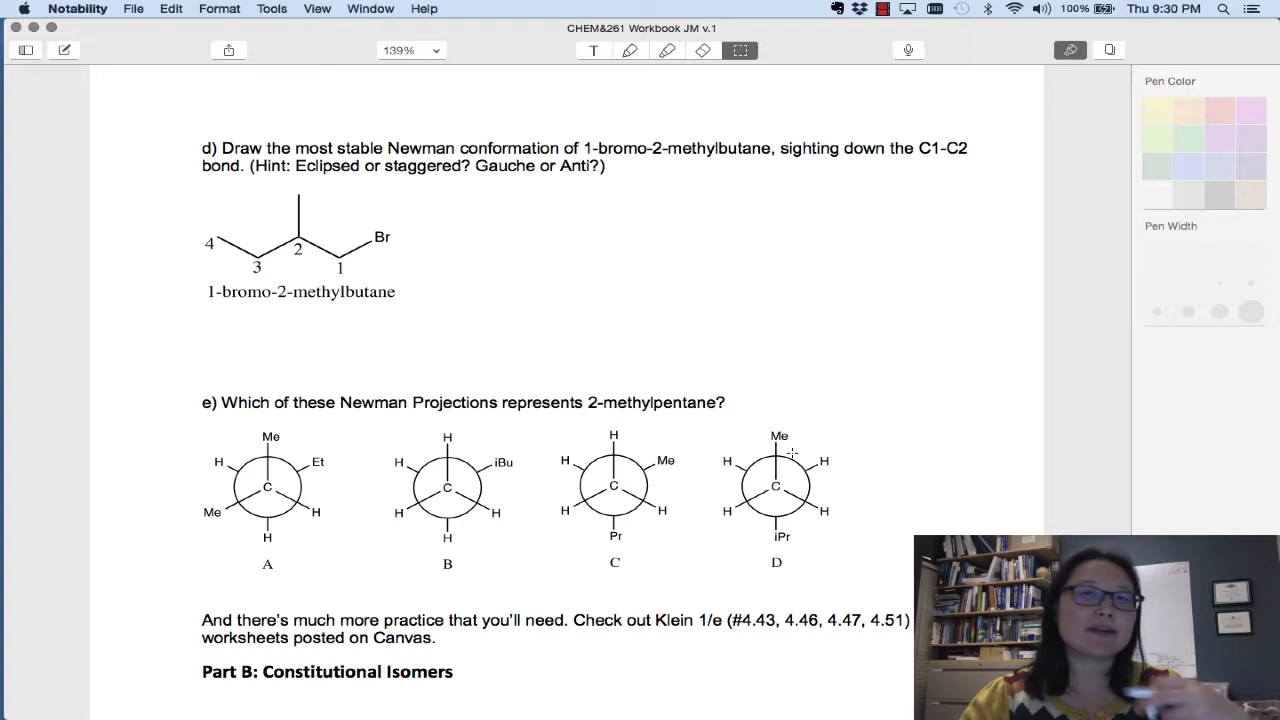 Notability File Edit Format Tools View Window Help 100% Thu 9:30 PM
CHEM&261 Workbook JM v.1
139% T
Pen Color
Pen Width
d) Draw the most stable Newman conformation of 1-bromo-2-methylbutane, sighting down the C1-C2
bond. (Hint: Eclipsed or staggered? Gauche or Anti?)
4 3 2 1 Br
1-bromo-2-methylbutane
e) Which of these Newman Projections represents 2-methylpentane?
Me H H Me
H Et H iBu H Me H H
C C C C
Me H H H H H H H
H H Pr iPr
A B C D
And there's much more practice that you'll need. Check out Klein 1/e (#4.43, 4.46, 4.47, 4.51)
worksheets posted on Canvas.
Part B: Constitutional Isomers